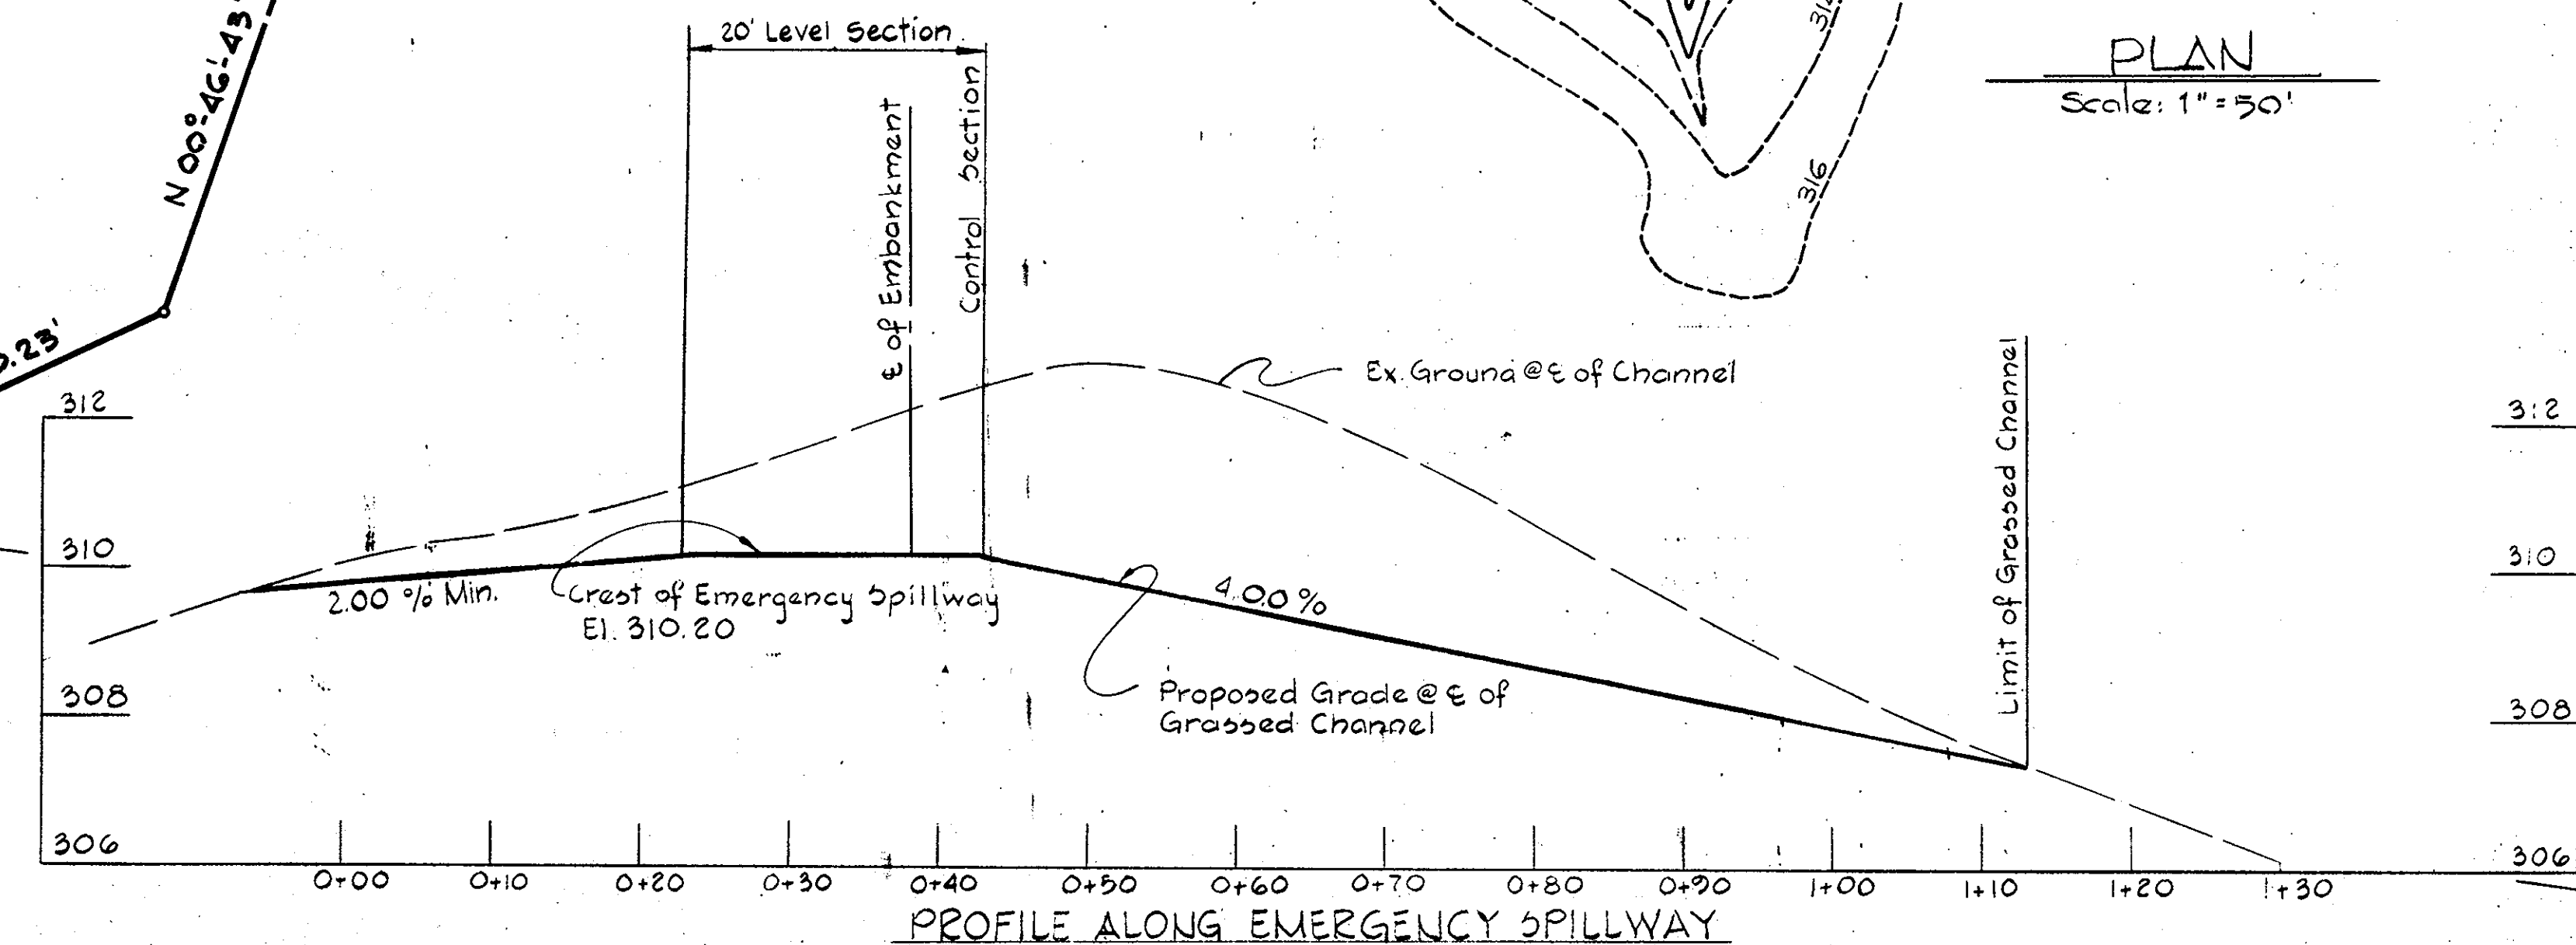 N 00°-46'-43"
20' Level Section
PLAN
Scale: 1"=50'
314
316
℄ of Embankment
Control Section
.23'
Ex. Ground @ ℄ of Channel
Limit of Grassed Channel
312
312
310
310
2.00 % Min.
Crest of Emergency Spillway
El. 310.20
4.00 %
308
308
Proposed Grade @ ℄ of
Grassed Channel
306
306
0+00 0+10 0+20 0+30 0+40 0+50 0+60 0+70 0+80 0+90 1+00 1+10 1+20 1+30
PROFILE ALONG EMERGENCY SPILLWAY